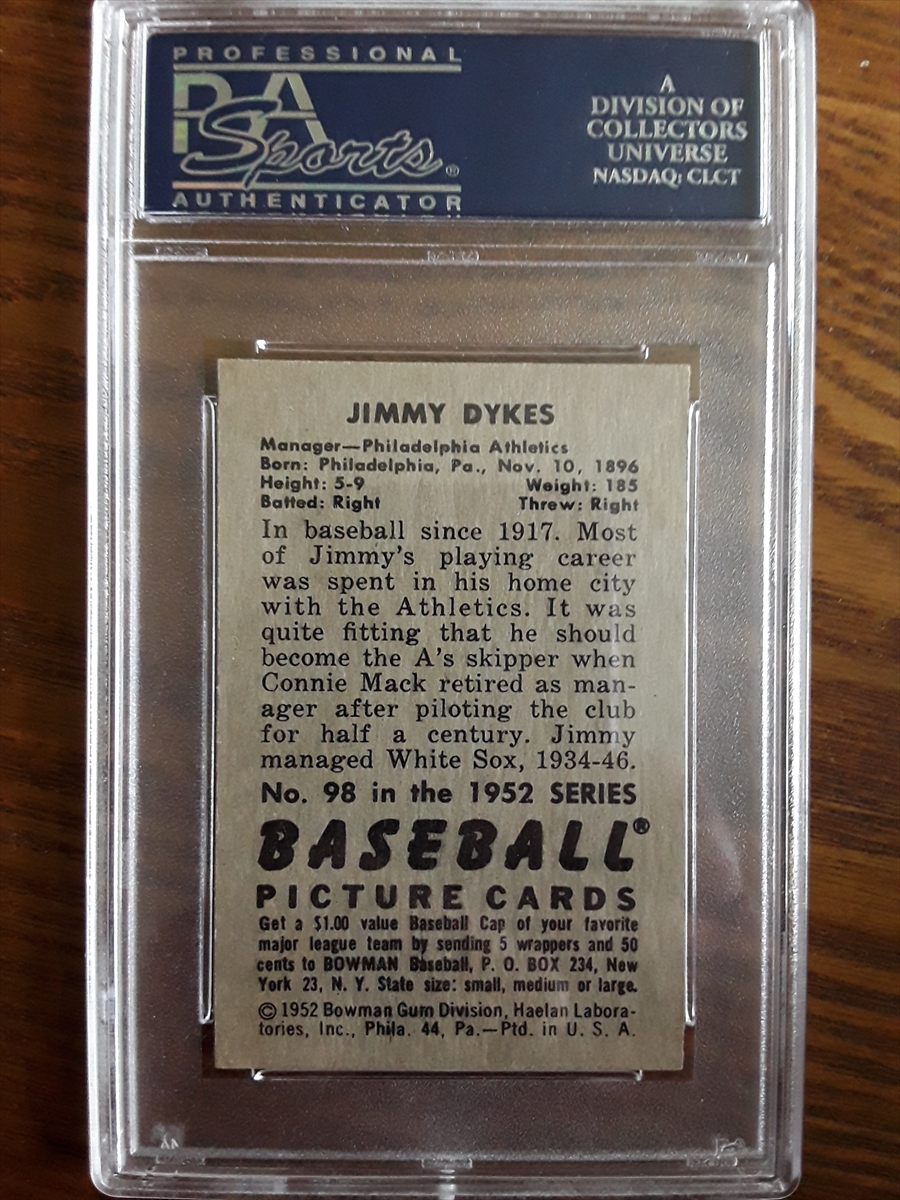 PROFESSIONAL
PSA
Sports®
AUTHENTICATOR
A
DIVISION OF
COLLECTORS
UNIVERSE
NASDAQ: CLCT
JIMMY DYKES
Manager—Philadelphia Athletics
Born: Philadelphia, Pa., Nov. 10, 1896
Height: 5-9 Weight: 185
Batted: Right Threw: Right
In baseball since 1917. Most
of Jimmy's playing career
was spent in his home city
with the Athletics. It was
quite fitting that he should
become the A's skipper when
Connie Mack retired as man-
ager after piloting the club
for half a century. Jimmy
managed White Sox, 1934-46.
No. 98 in the 1952 SERIES
BASEBALL®
PICTURE CARDS
Get a $1.00 value Baseball Cap of your favorite
major league team by sending 5 wrappers and 50
cents to BOWMAN Baseball, P. O. BOX 234, New
York 23, N. Y. State size: small, medium or large.
© 1952 Bowman Gum Division, Haelan Labora-
tories, Inc., Phila. 44, Pa.—Ptd. in U. S. A.